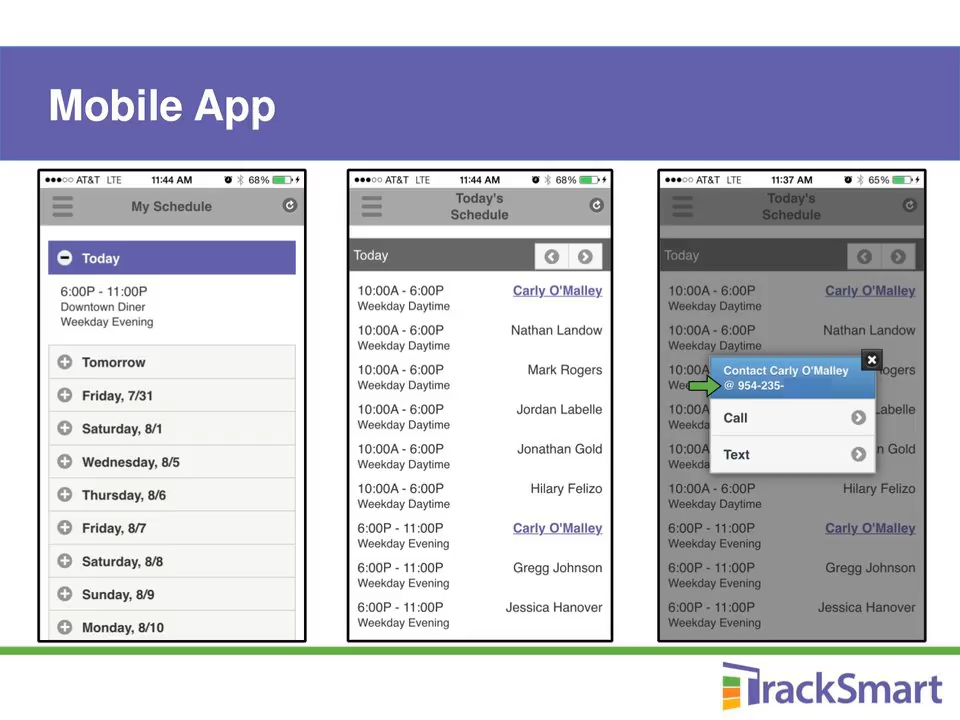 Mobile App
AT&T LTE 11:44 AM 68%
My Schedule
Today
6:00P - 11:00P
Downtown Diner
Weekday Evening
Tomorrow
Friday, 7/31
Saturday, 8/1
Wednesday, 8/5
Thursday, 8/6
Friday, 8/7
Saturday, 8/8
Sunday, 8/9
Monday, 8/10
AT&T LTE 11:44 AM 68%
Today's
Schedule
Today
10:00A - 6:00P Carly O'Malley
Weekday Daytime
10:00A - 6:00P Nathan Landow
Weekday Daytime
10:00A - 6:00P Mark Rogers
Weekday Daytime
10:00A - 6:00P Jordan Labelle
Weekday Daytime
10:00A - 6:00P Jonathan Gold
Weekday Daytime
10:00A - 6:00P Hilary Felizo
Weekday Daytime
6:00P - 11:00P Carly O'Malley
Weekday Evening
6:00P - 11:00P Gregg Johnson
Weekday Evening
6:00P - 11:00P Jessica Hanover
Weekday Evening
AT&T LTE 11:37 AM 65%
Today's
Schedule
Today
10:00A - 6:00P Carly O'Malley
Weekday Daytime
10:00A - 6:00P Nathan Landow
Weekday Daytime
Contact Carly O'Malley
@ 954-235-
Call
Text
10:00A - 6:00P Hilary Felizo
Weekday Daytime
6:00P - 11:00P Carly O'Malley
Weekday Evening
6:00P - 11:00P Gregg Johnson
Weekday Evening
6:00P - 11:00P Jessica Hanover
Weekday Evening
TrackSmart